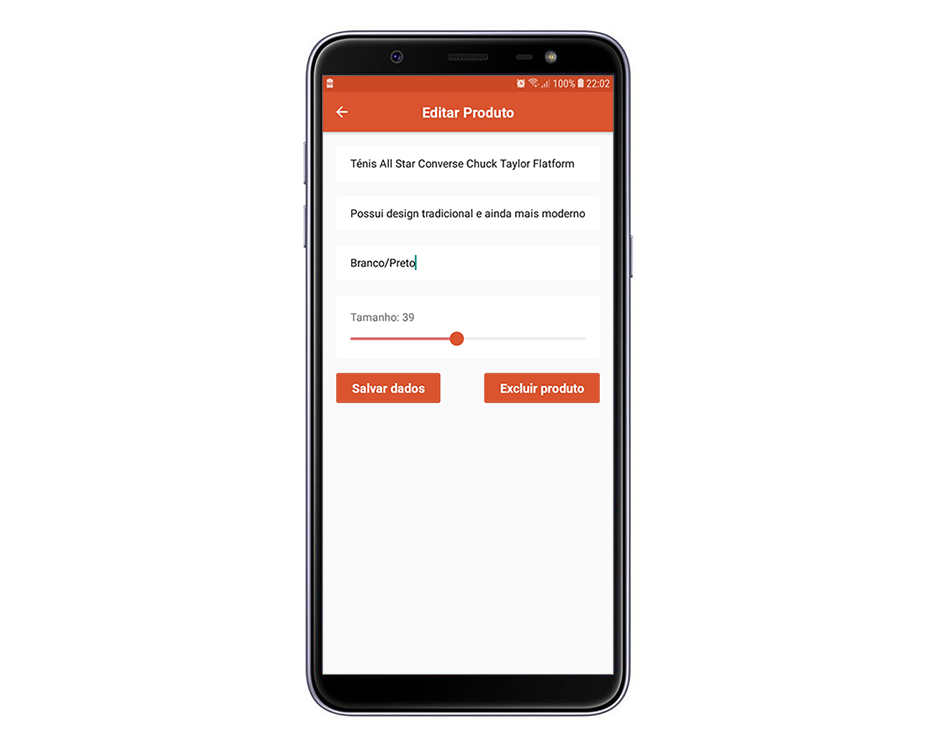 100% 22:02
Editar Produto
Ténis All Star Converse Chuck Taylor Flatform
Possui design tradicional e ainda mais moderno
Branco/Preto
Tamanho: 39
Salvar dados Excluir produto